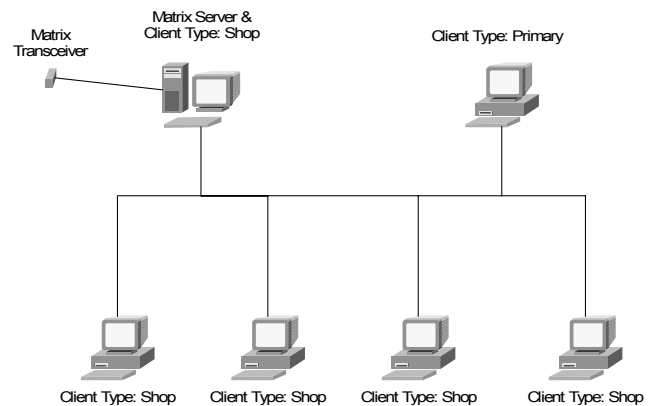 Matrix Server &
Client Type: Shop
Matrix
Transceiver
Client Type: Primary
Client Type: Shop
Client Type: Shop
Client Type: Shop
Client Type: Shop